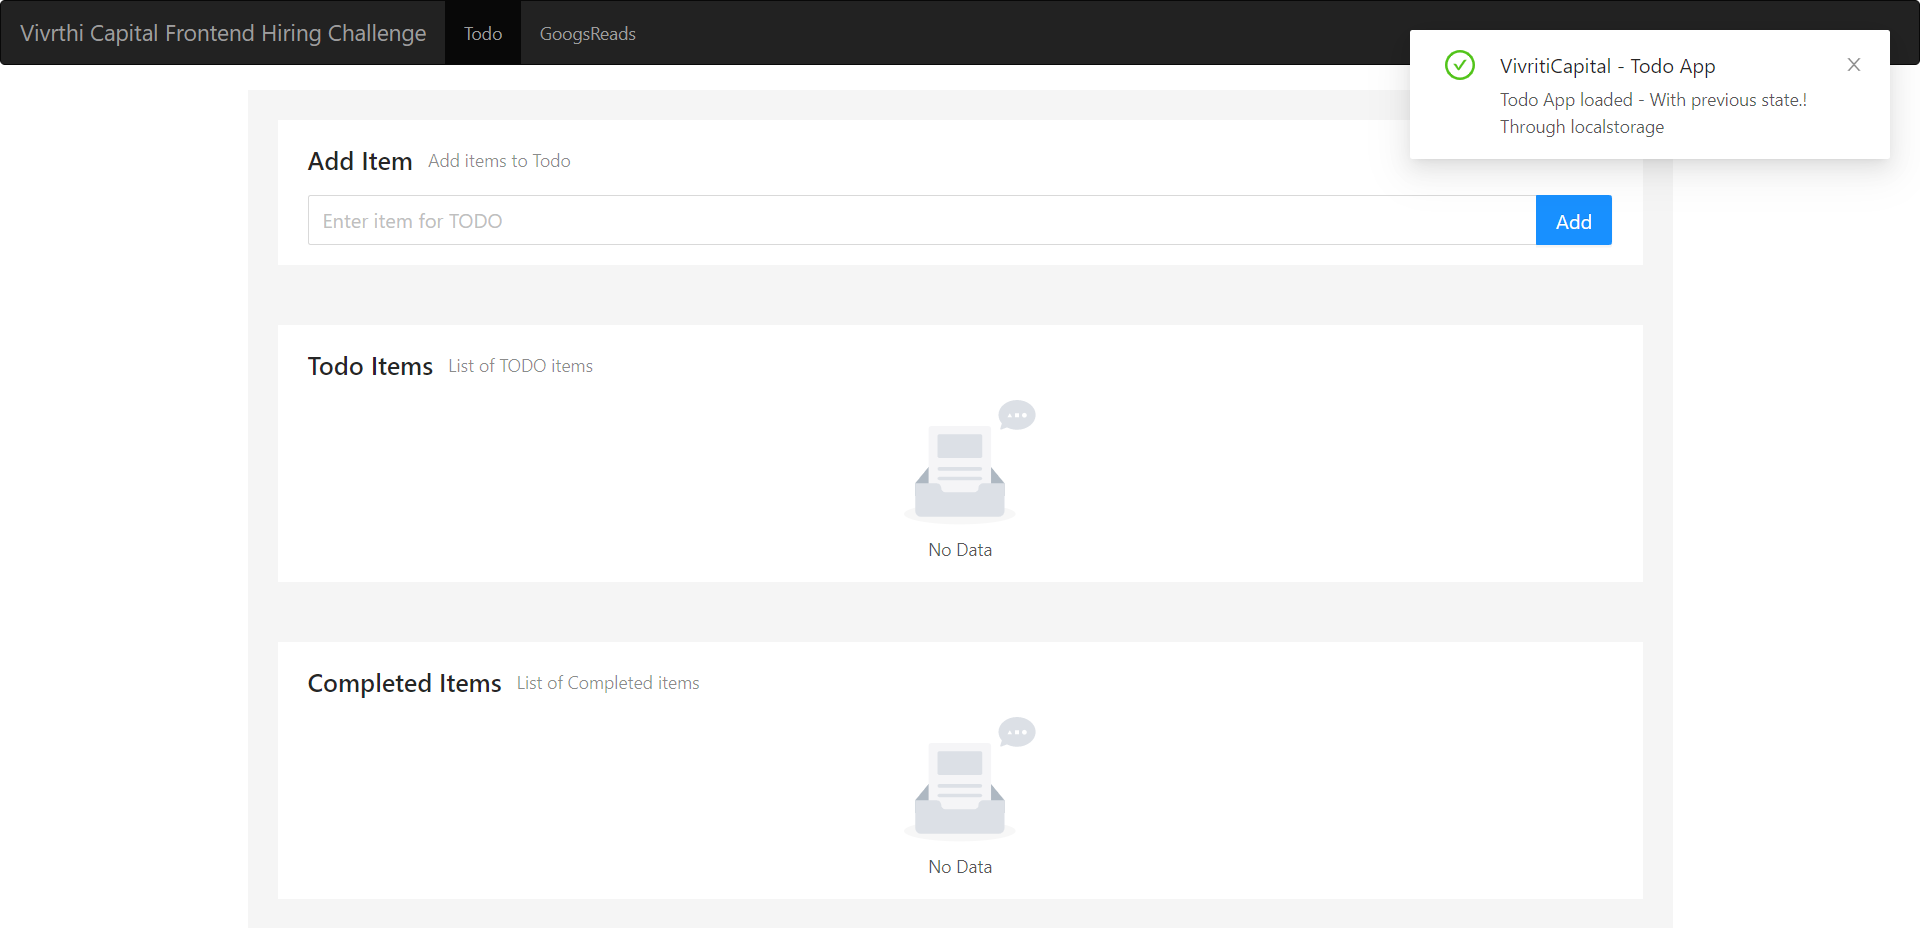 Vivrthi Capital Frontend Hiring Challenge Todo GoogsReads
VivritiCapital - Todo App
Todo App loaded - With previous state.!
Through localstorage
Add Item Add items to Todo
Enter item for TODO Add
Todo Items List of TODO items
No Data
Completed Items List of Completed items
No Data